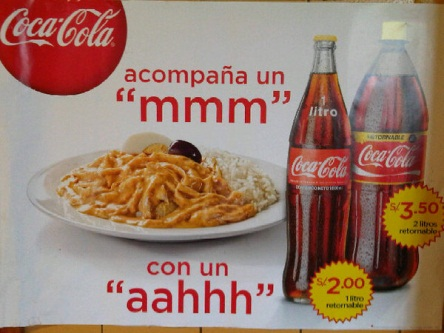 Coca-Cola
acompaña un
"mmm"
con un
"aahhh"
1
litro
Coca-Cola
RETORNABLE
Coca-Cola
S/. 3.50
2 litros
retornable
S/. 2.00
1 litro
retornable